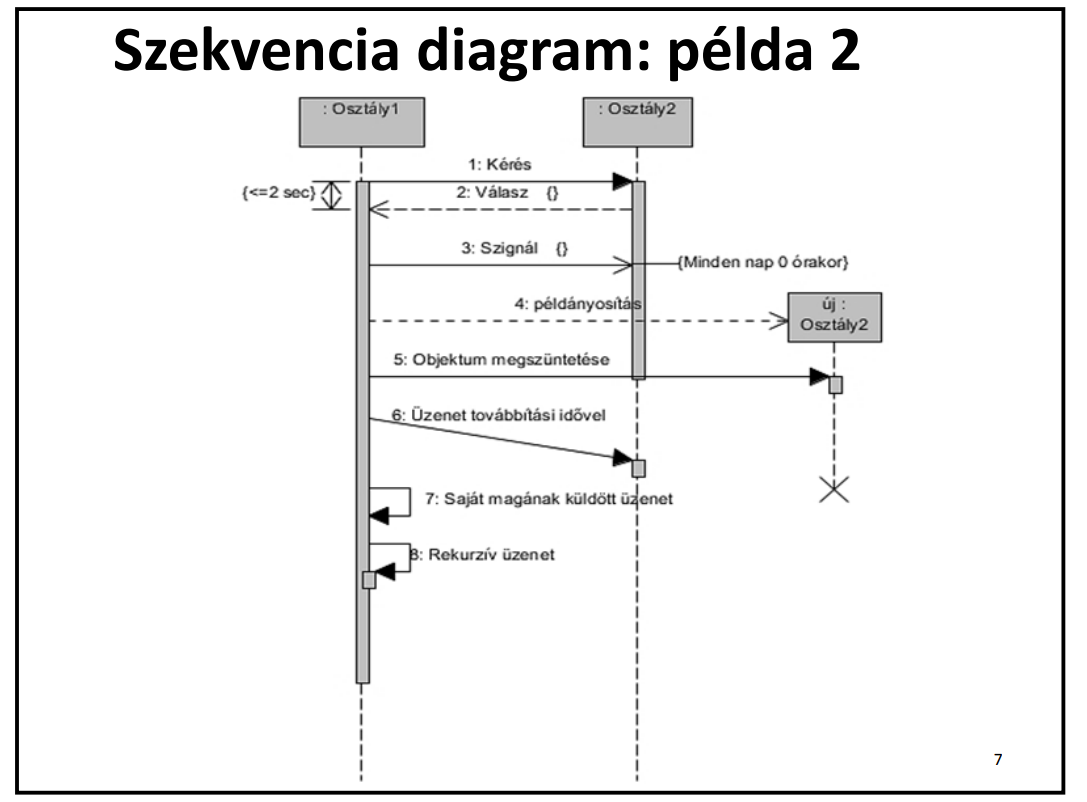 Szekvencia diagram: példa 2
: Osztály1
: Osztály2
1: Kérés
{<=2 sec}
2: Válasz {}
3: Szignál {}
{Minden nap 0 órakor}
4: példányosítás
új :
Osztály2
5: Objektum megszüntetése
6: Üzenet továbbítási idővel
7: Saját magának küldött üzenet
8: Rekurzív üzenet
7